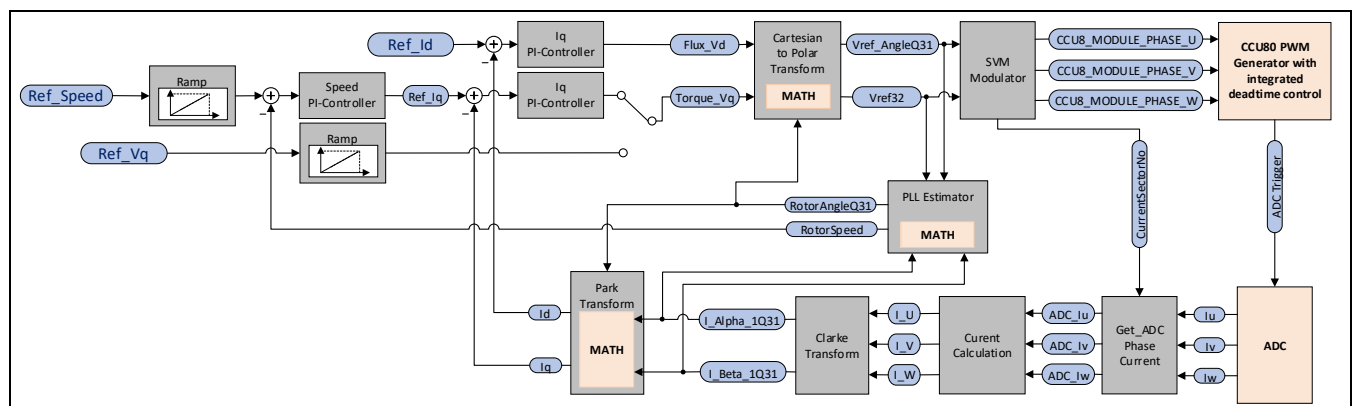 Ref_Id
Iq
PI-Controller
Flux_Vd
Cartesian
to Polar
Transform
MATH
Vref_AngleQ31
SVM
Modulator
CCU8_MODULE_PHASE_U
CCU80 PWM
Generator with
integrated
deadtime control
Ref_Speed
Ramp
Speed
PI-Controller
Ref_Iq
Iq
PI-Controller
Torque_Vq
Vref32
CCU8_MODULE_PHASE_V
CCU8_MODULE_PHASE_W
Ref_Vq
Ramp
CurrentSectorNo
ADC Trigger
RotorAngleQ31
RotorSpeed
PLL Estimator
MATH
Park
Transform
MATH
Id
Iq
I_Alpha_1Q31
I_Beta_1Q31
Clarke
Transform
I_U
I_V
I_W
Curent
Calculation
ADC_Iu
ADC_Iv
ADC_Iw
Get_ADC
Phase
Current
Iu
Iv
Iw
ADC